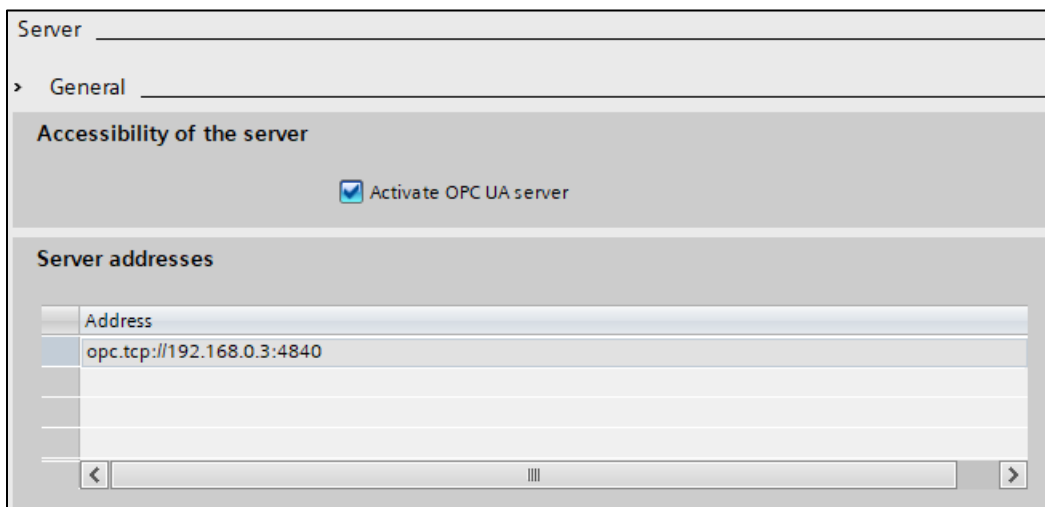 Server
General
Accessibility of the server
Activate OPC UA server
Server addresses
Address
opc.tcp://192.168.0.3:4840